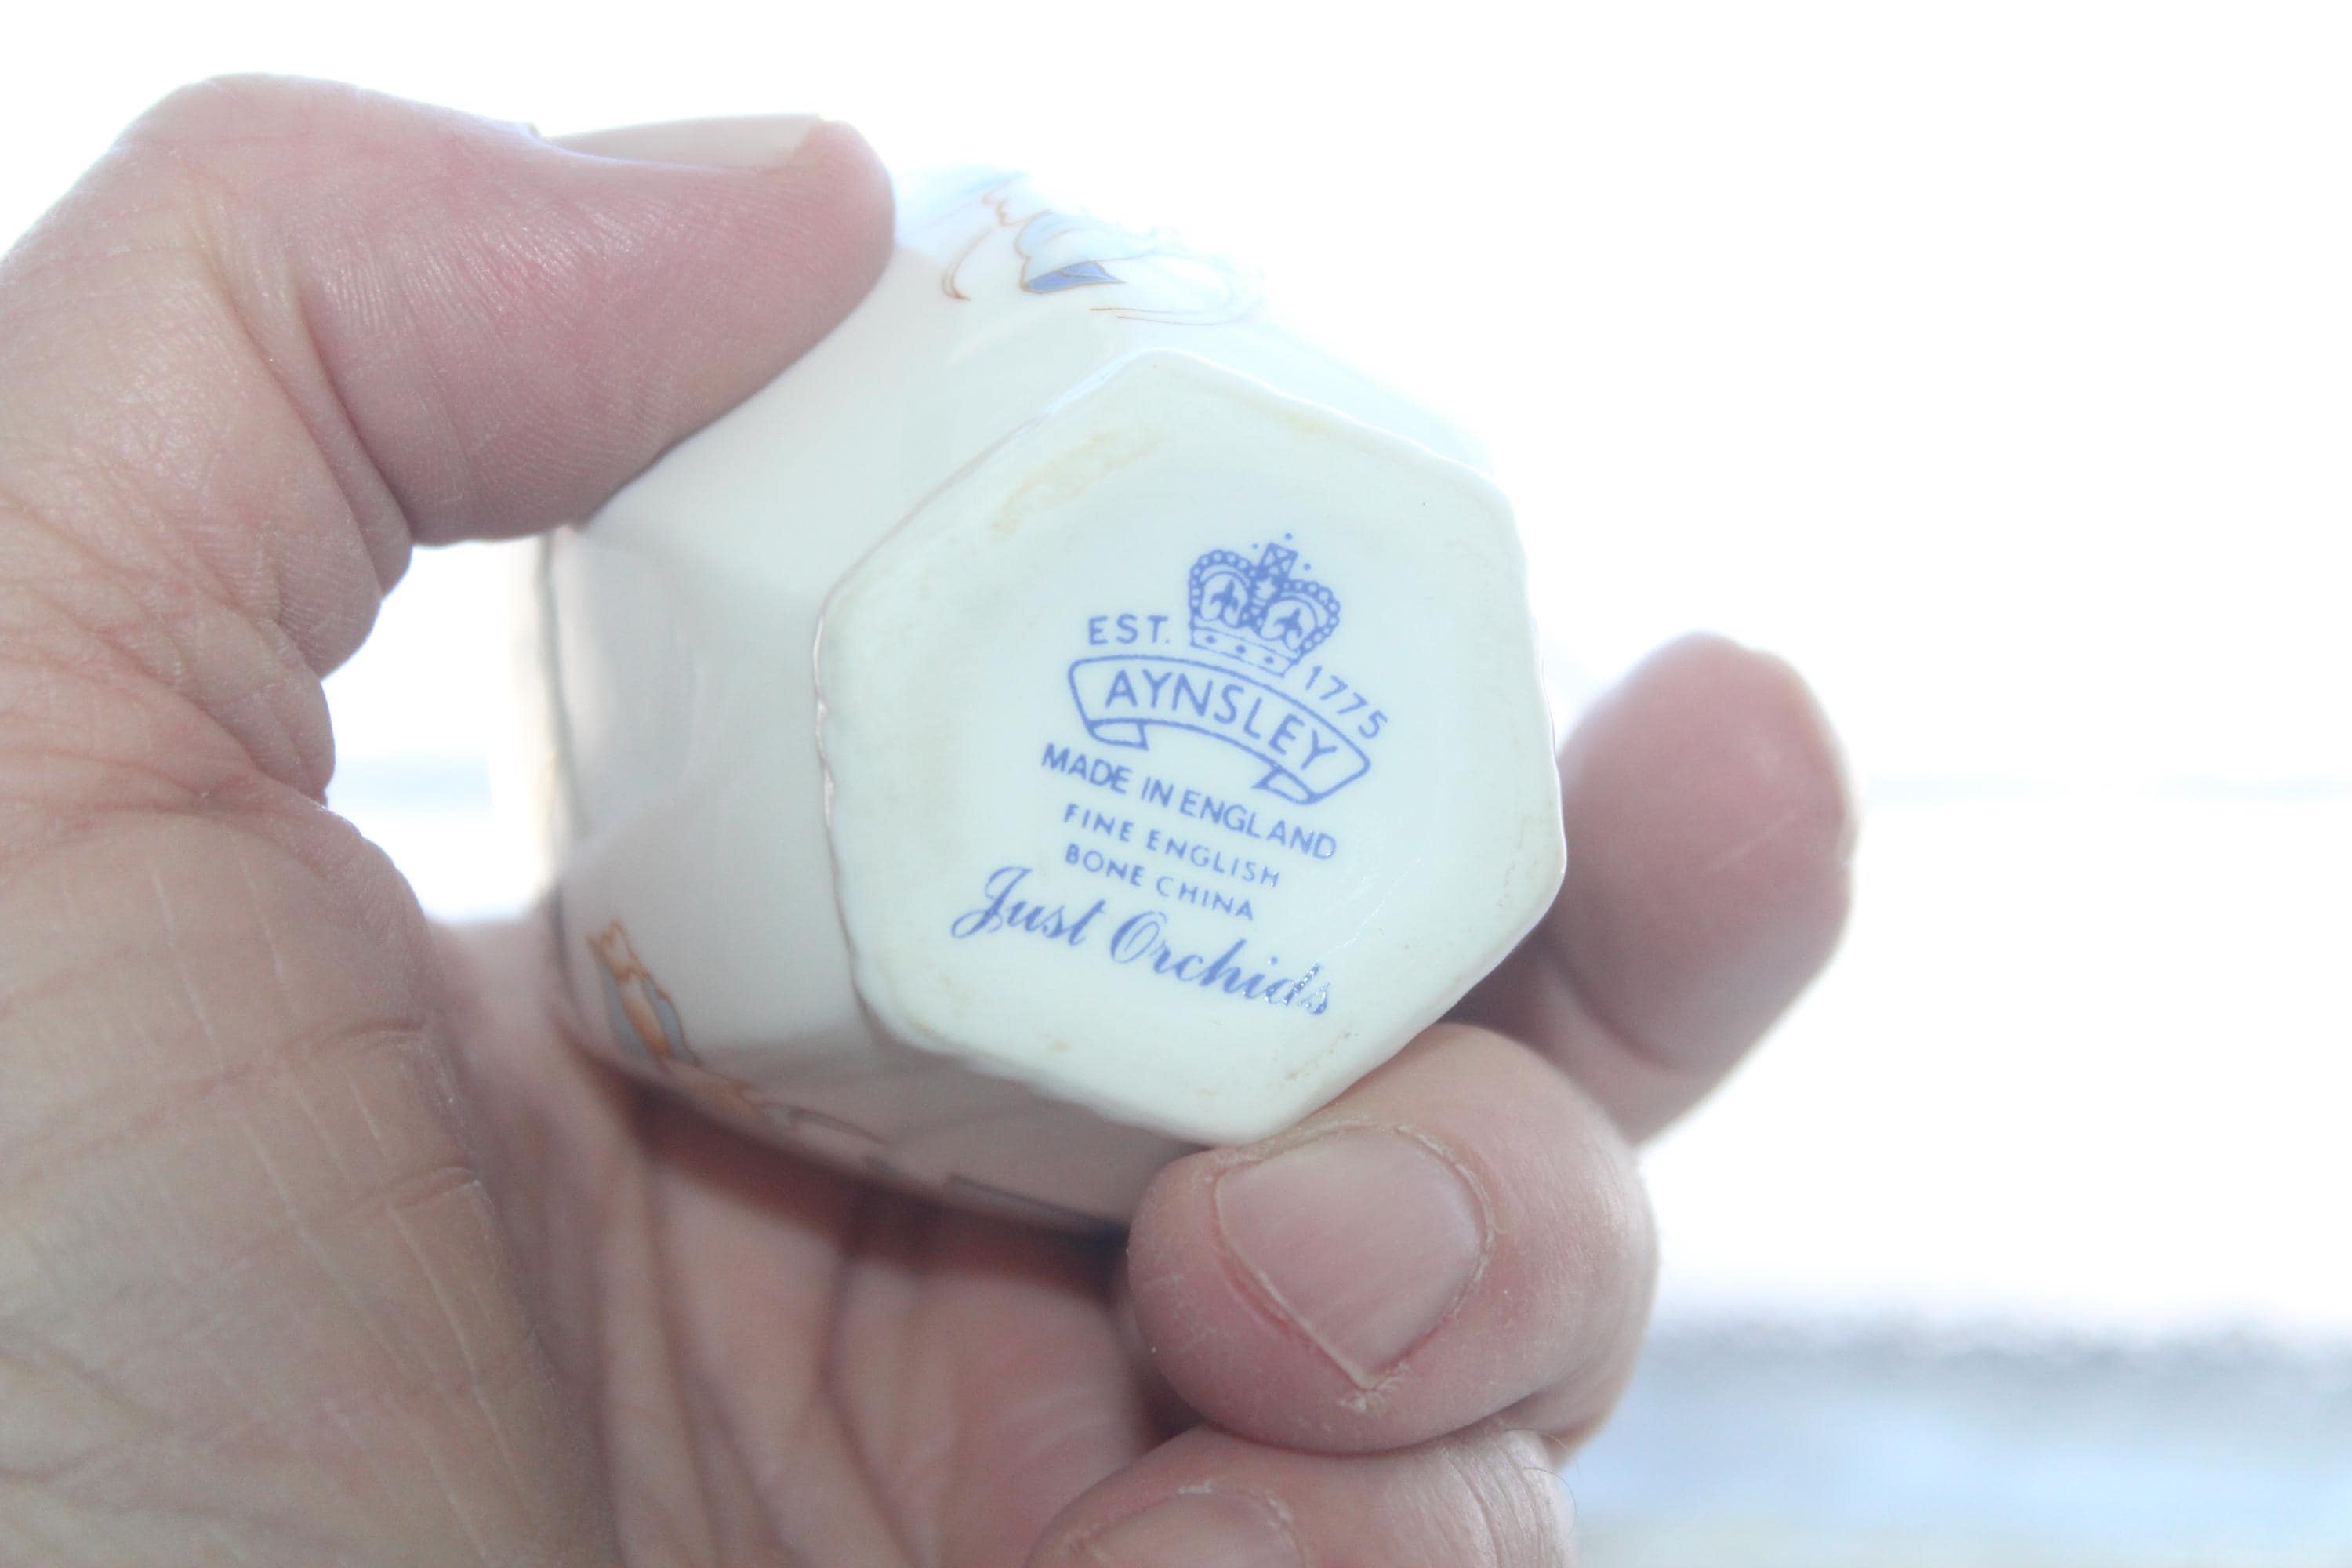 EST. 1775
AYNSLEY
MADE IN ENGLAND
FINE ENGLISH
BONE CHINA
Just Orchids